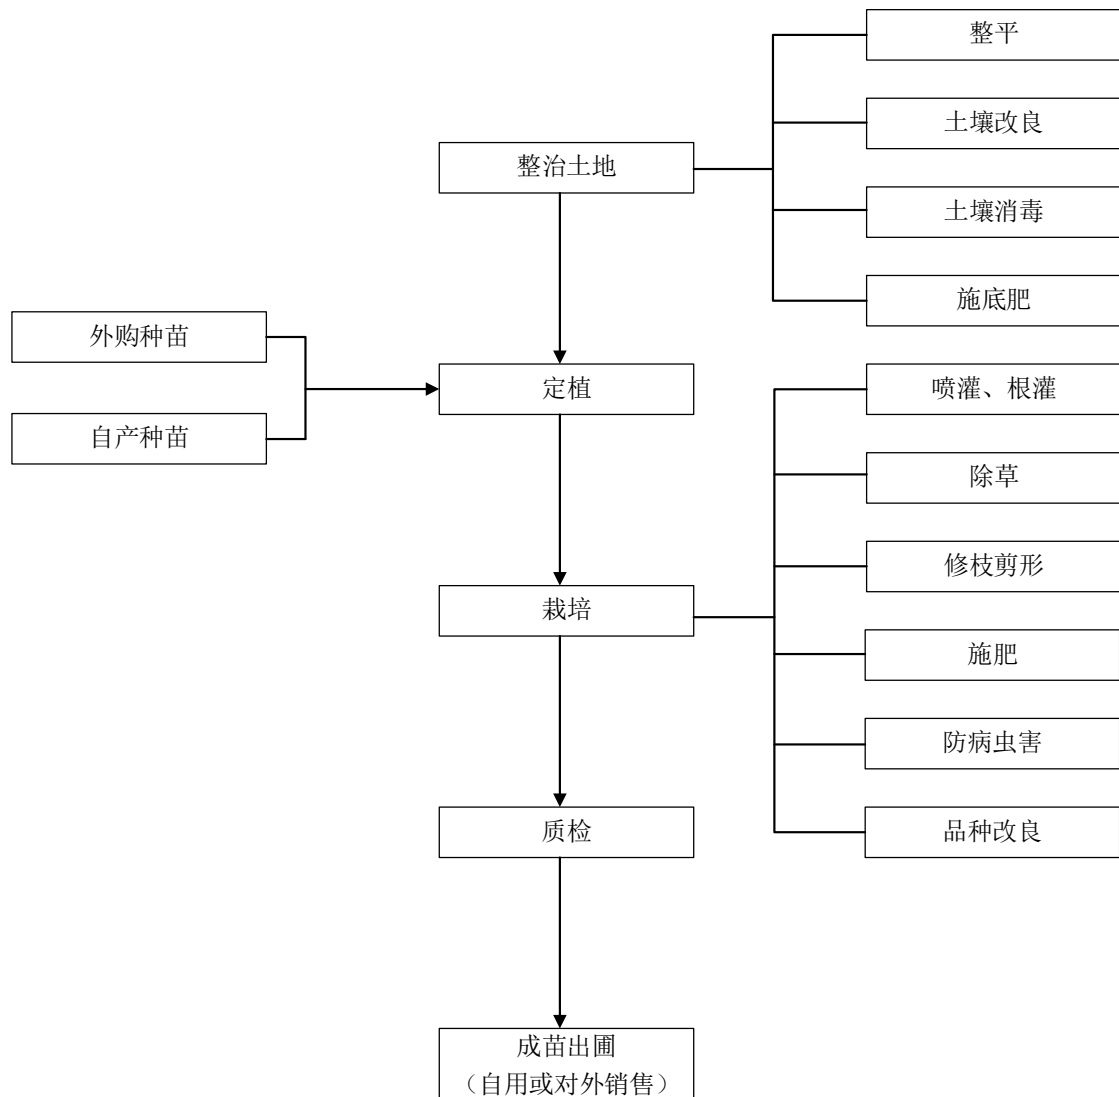 整平
土壤改良
整治土地
土壤消毒
施底肥
外购种苗
定植
喷灌、根灌
自产种苗
除草
修枝剪形
栽培
施肥
防病虫害
质检
品种改良
成苗出圃
（自用或对外销售）